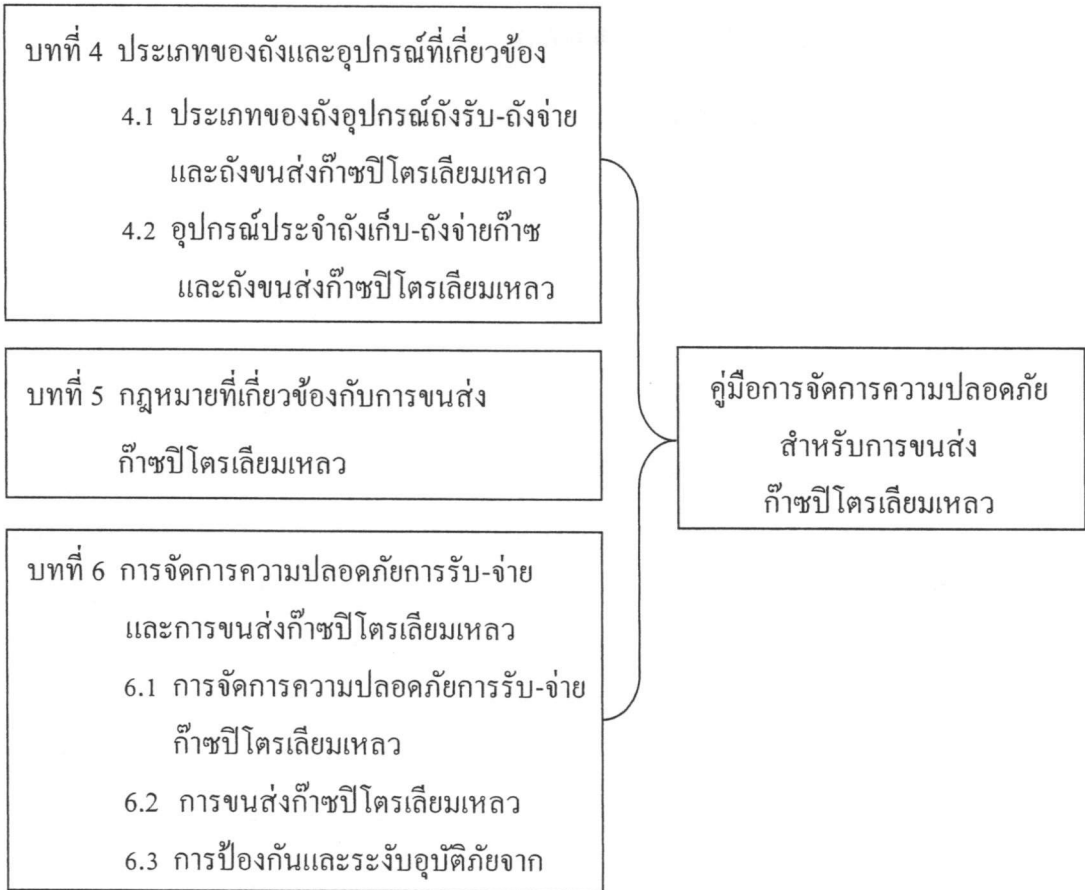 บทที่ 4 ประเภทของถังและอุปกรณ์ที่เกี่ยวข้อง
4.1 ประเภทของถังอุปกรณ์ถังรับ-ถังจ่าย
และถังขนส่งก๊าซปิโตรเลียมเหลว
4.2 อุปกรณ์ประจำถังเก็บ-ถังจ่ายก๊าซ
และถังขนส่งก๊าซปิโตรเลียมเหลว
บทที่ 5 กฎหมายที่เกี่ยวข้องกับการขนส่ง
ก๊าซปิโตรเลียมเหลว
บทที่ 6 การจัดการความปลอดภัยการรับ-จ่าย
และการขนส่งก๊าซปิโตรเลียมเหลว
6.1 การจัดการความปลอดภัยการรับ-จ่าย
ก๊าซปิโตรเลียมเหลว
6.2 การขนส่งก๊าซปิโตรเลียมเหลว
6.3 การป้องกันและระงับอุบัติภัยจาก
คู่มือการจัดการความปลอดภัย
สำหรับการขนส่ง
ก๊าซปิโตรเลียมเหลว